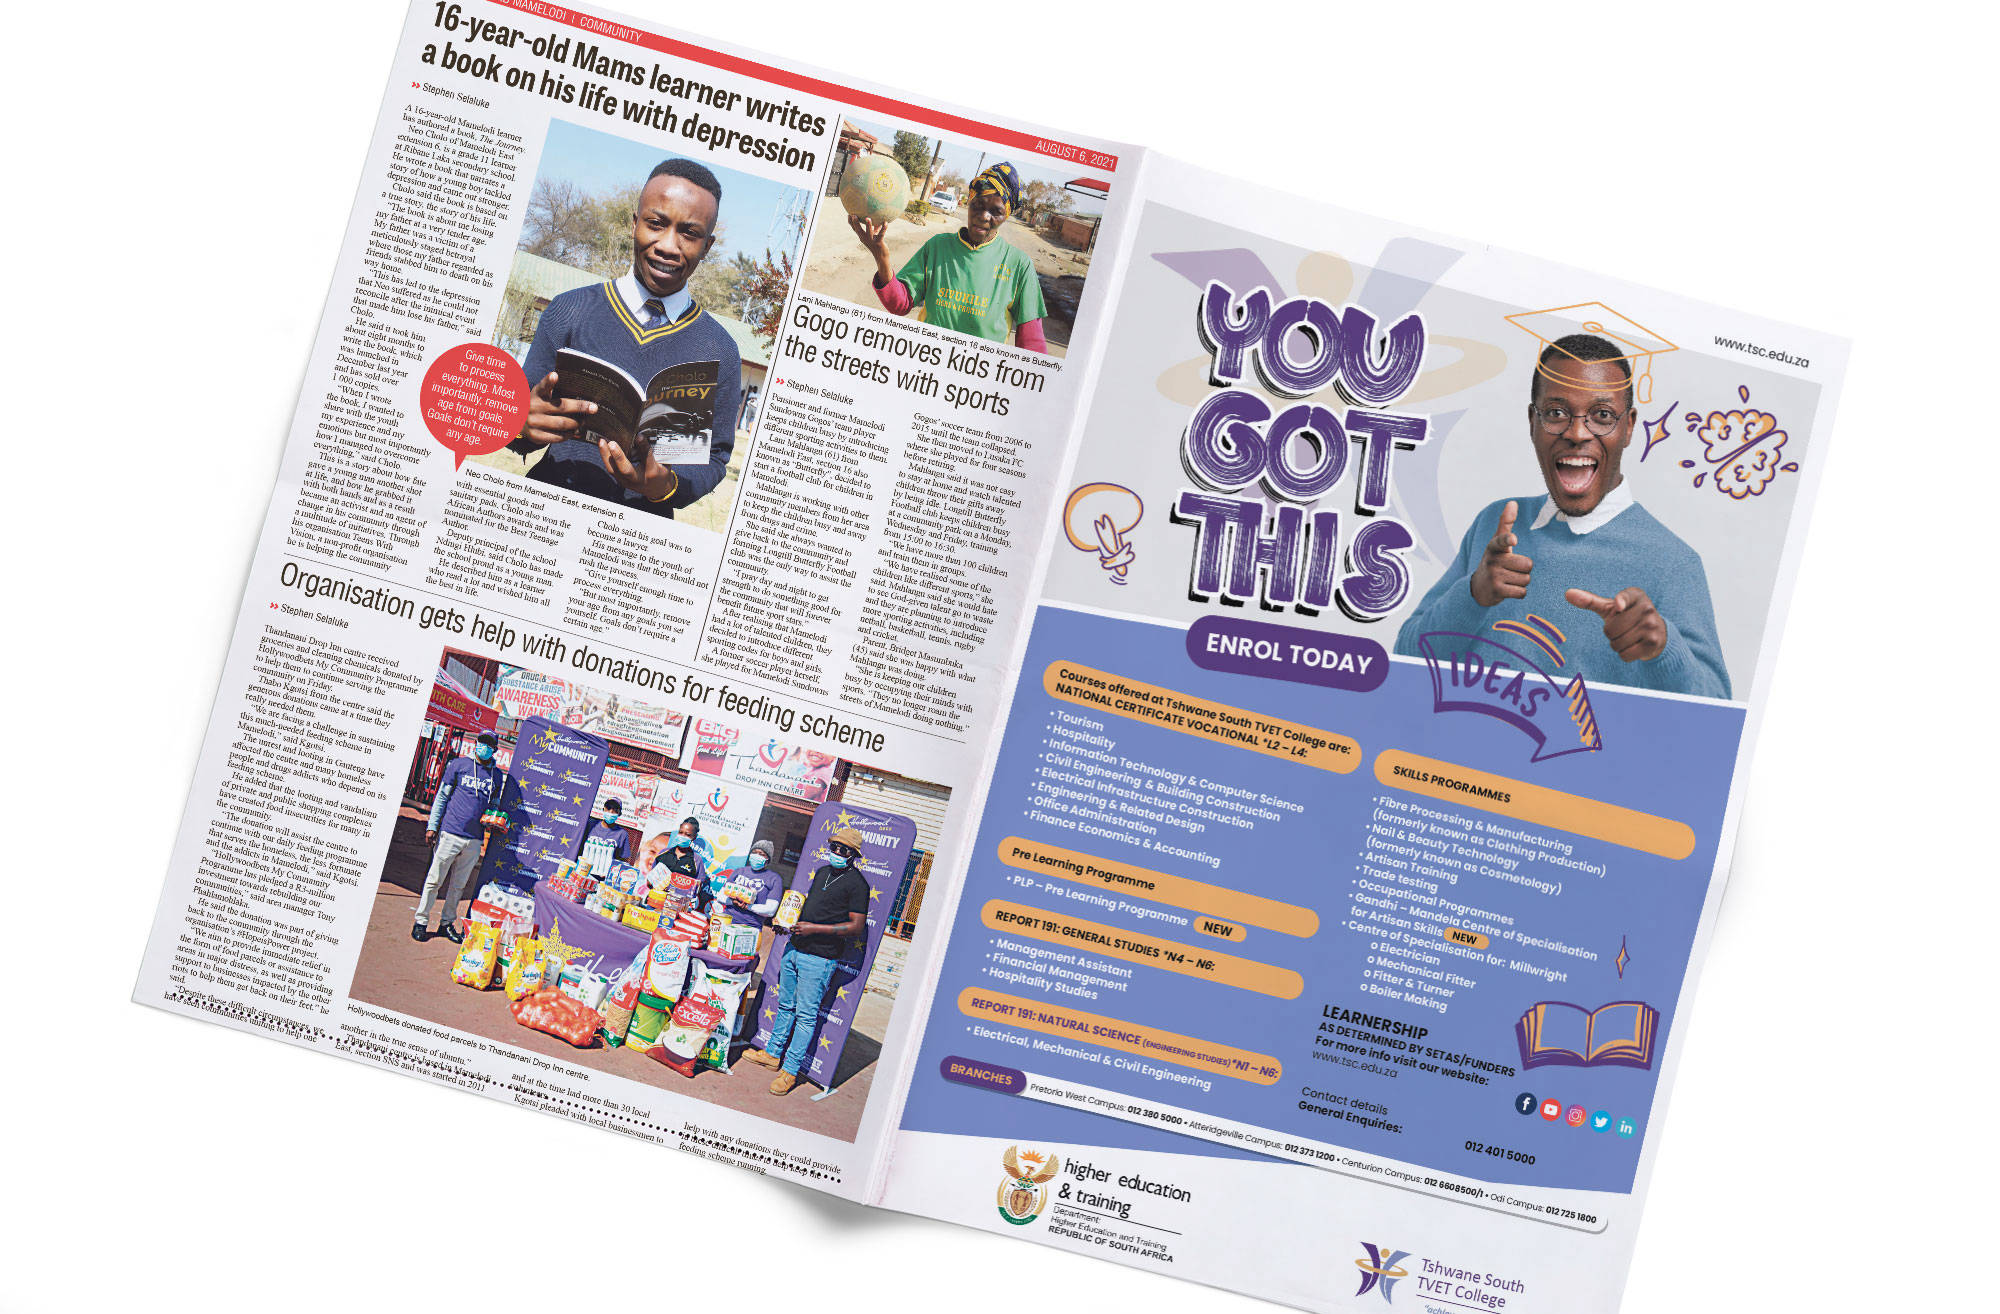 MAMELODI | COMMUNITY
AUGUST 6, 2021
16-year-old Mams learner writes
a book on his life with depression
›› Stephen Selaluke
A 16-year-old Mamelodi learner
has authored a book, The Journey.
Neo Cholo of Mamelodi East
extension 6, is a grade 11 learner
at Ribane Laka secondary school.
He wrote a book that narrates a
story of how a young boy tackled
depression and came out stronger.
Cholo said the book is based on
a true story, the story of his life.
“The book is about me losing
my father at a very tender age.
My father was a victim of a
meticulously staged betrayal
where those my father regarded as
friends stabbed him to death on his
way home.
“This has led to the depression
that Neo suffered as he could not
reconcile after the inimical event
that made him lose his father,” said
Cholo.
He said it took him
about eight months to
write the book, which
was launched in
December last year
and has sold over
1 000 copies.
“When I wrote
the book, I wanted to
share with the youth
my experience and my
emotions but most importantly
how I managed to overcome
everything,” said Cholo.
This is a story about how fate
gave a young man another shot
at life, and how he grabbed it
with both hands and as a result
became an activist and an agent of
change in his community through
a multitude of initiatives. Through
his organisation Teens With
Vision, a non-profit organisation
he is helping the community
Give time
to process
everything. Most
importantly, remove
age from goals.
Goals don’t require
any age.
Neo Cholo from Mamelodi East, extension 6.
with essential goods and
sanitary pads. Cholo also won the
African Authors awards and was
nominated for the Best Teenage
Author.
Deputy principal of the school
Ndingi Hlubi, said Cholo has made
the school proud as a young man.
He described him as a learner
who read a lot and wished him all
the best in life.
Cholo said his goal was to
become a lawyer
His message to the youth of
Mamelodi was that they should not
rush the process.
“Give yourself enough time to
process everything.
“But most importantly, remove
your age from any goals you set
yourself. Goals don’t require a
certain age.”
Lani Mahlangu (61) from Mamelodi East, section 16 also known as Butterfly.
Gogo removes kids from
the streets with sports
›› Stephen Selaluke
Pensioner and former Mamelodi
Sundowns Gogos’ team player
keeps children busy by introducing
different sporting activities to them.
Lani Mahlangu (61) from
Mamelodi East, section 16 also
known as “Butterfly”, decided to
start a football club for children in
Mamelodi.
Mahlangu is working with other
community members from her area
to keep the children busy and away
from drugs and crime.
She said she always wanted to
give back to the community and
forming Longtill Butterfly Football
club was the only way to assist the
community.
“I pray day and night to get
strength to do something good for
the community that will forever
benefit future sport stars.”
After realising that Mamelodi
had a lot of talented children, they
decided to introduce different
sporting codes for boys and girls.
A former soccer player herself,
she played for Mamelodi Sundowns
Gogos’ soccer team from 2006 to
2015 until the team collapsed.
She then moved to Lusaka FC,
where she played for four seasons
before retiring.
Mahlangu said it was not easy
to stay at home and watch talented
children throw their gifts away
by being idle. Longtill Butterfly
Football club keeps children busy
at a community park on a Monday,
Wednesday and Friday, training
from 15:00 to 16:30.
“We have more than 100 children
and train them in groups.
“We have realised some of the
children like different sports,” she
said. Mahlangu said she would hate
to see God-given talent go to waste
and they are planning to introduce
more sporting activities, including
netball, basketball, tennis, rugby
and cricket.
Parent, Bridget Masumbuka
(45) said she was happy with what
Mahlangu was doing.
“She is keeping our children
busy by occupying their minds with
sports. “They no longer roam the
streets of Mamelodi doing nothing.”
Organisation gets help with donations for feeding scheme
›› Stephen Selaluke
Thandanani Drop Inn centre received
groceries and cleaning chemicals donated by
Hollywoodbets My Community Programme
to help them to continue serving the
community on Friday.
Thabo Kgotsi from the centre said the
generous donations came at a time they
really needed them.
“We are facing a challenge in sustaining
this much-needed feeding scheme in
Mamelodi,” said Kgotsi.
The unrest and looting in Gauteng have
affected the centre and many homeless
people and drugs addicts who depend on its
feeding scheme.
He added that the looting and vandalism
of private and public shopping complexes
have created food insecurities for many in
the community.
“The donation will assist the centre to
continue with our daily feeding programme
that serves the homeless, the less fortunate
and the addicts in Mamelodi,” said Kgotsi.
“Hollywoodbets My Community
Programme has pledged a R3-million
investment towards rebuilding our
communities,” said area manager Tony
Phahlamohlaka.
He said the donation was part of giving
back to the community through the
organisation’s #HopeisPower project.
“We aim to provide immediate relief in
the form of food parcels or assistance to
areas in major distress, as well as providing
support to businesses impacted by the other
riots to help them get back on their feet.” he
said.
“Despite these difficult circumstances, we
have seen communities uniting to help one
Hollywoodbets donated food parcels to Thandanani Drop Inn centre.
another in the true sense of ubuntu.”
Thandanani centre is based in Mamelodi
East, section SNS and was started in 2011
and at the time had more than 30 local
volunteers.
Kgotsi pleaded with local businessmen to
help with any donations they could provide
in these difficult times to help keep the
feeding scheme running.
DRUG &
SUBSTANCE ABUSE
AWARENESS
WALK
My COMMUNITY
Thandanani
DROP INN CENTRE
www.tsc.edu.za
YOU
GOT
THIS
ENROL TODAY
IDEAS
Courses offered at Tshwane South TVET College are:
NATIONAL CERTIFICATE VOCATIONAL *L2 – L4:
• Tourism
• Hospitality
• Information Technology & Computer Science
• Civil Engineering & Building Construction
• Electrical Infrastructure Construction
• Engineering & Related Design
• Office Administration
• Finance Economics & Accounting
Pre Learning Programme
• PLP – Pre Learning Programme NEW
REPORT 191: GENERAL STUDIES *N4 – N6:
• Management Assistant
• Financial Management
• Hospitality Studies
REPORT 191: NATURAL SCIENCE (ENGINEERING STUDIES) *N1 – N6:
• Electrical, Mechanical & Civil Engineering
SKILLS PROGRAMMES
• Fibre Processing & Manufacturing
(formerly known as Clothing Production)
• Nail & Beauty Technology
(formerly known as Cosmetology)
• Artisan Training
• Trade testing
• Occupational Programmes
• Gandhi – Mandela Centre of Specialisation
for Artisan Skills NEW
• Centre of Specialisation for: Millwright
o Electrician
o Mechanical Fitter
o Fitter & Turner
o Boiler Making
LEARNERSHIP
AS DETERMINED BY SETAS/FUNDERS
For more info visit our website:
www.tsc.edu.za
Contact details
General Enquiries:
012 401 5000
BRANCHES
Pretoria West Campus: 012 380 5000 • Atteridgeville Campus: 012 373 1200 • Centurion Campus: 012 6608500/1 • Odi Campus: 012 725 1800
higher education
& training
Department:
Higher Education and Training
REPUBLIC OF SOUTH AFRICA
Tshwane South
TVET College